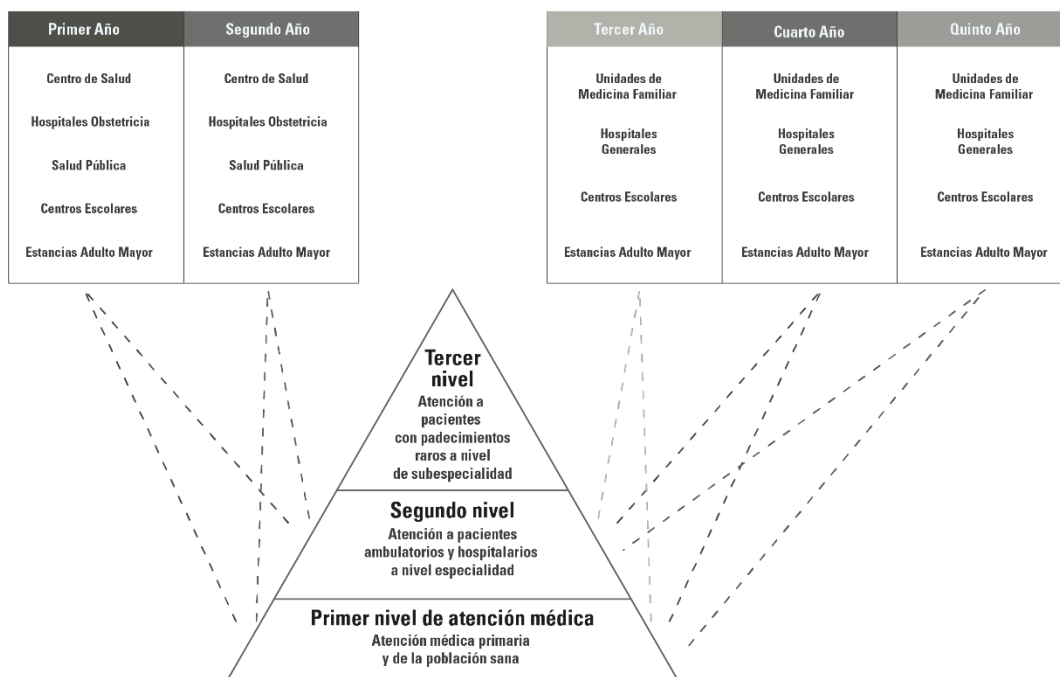 Primer Año
Centro de Salud
Hospitales Obstetricia
Salud Pública
Centros Escolares
Estancias Adulto Mayor
Segundo Año
Centro de Salud
Hospitales Obstetricia
Salud Pública
Centros Escolares
Estancias Adulto Mayor
Tercer Año
Unidades de
Medicina Familiar
Hospitales
Generales
Centros Escolares
Estancias Adulto Mayor
Cuarto Año
Unidades de
Medicina Familiar
Hospitales
Generales
Centros Escolares
Estancias Adulto Mayor
Quinto Año
Unidades de
Medicina Familiar
Hospitales
Generales
Centros Escolares
Estancias Adulto Mayor
Tercer
nivel
Atención a
pacientes
con padecimientos
raros a nivel
de subespecialidad
Segundo nivel
Atención a pacientes
ambulatorios y hospitalarios
a nivel especialidad
Primer nivel de atención médica
Atención médica primaria
y de la población sana